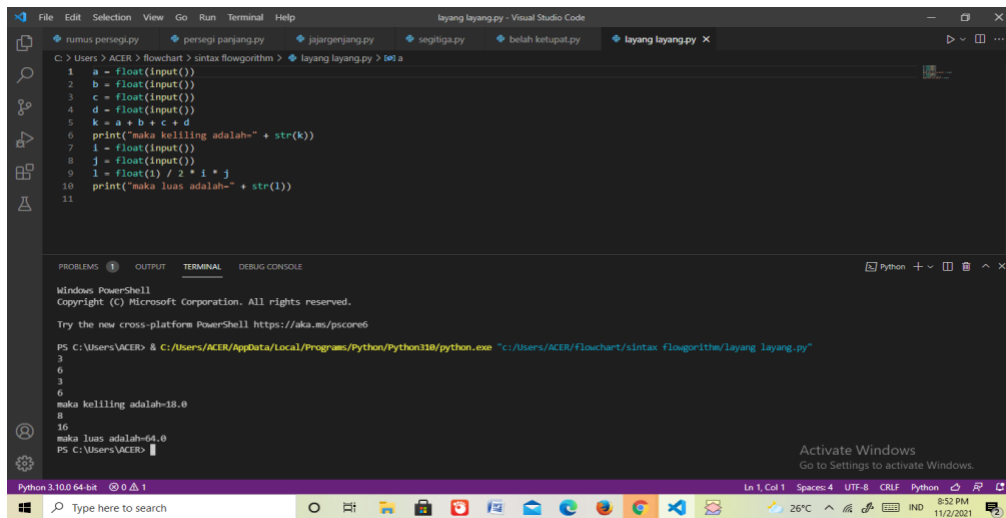 File Edit Selection View Go Run Terminal Help layang layang.py - Visual Studio Code
rumus persegi.py persegi panjang.py jajargenjang.py segitiga.py belah ketupat.py layang layang.py
C: > Users > ACER > flowchart > sintax flowgorithm > layang layang.py > a
1 a = float(input())
2 b = float(input())
3 c = float(input())
4 d = float(input())
5 k = a + b + c + d
6 print("maka keliling adalah=" + str(k))
7 i = float(input())
8 j = float(input())
9 l = float(1) / 2 * i * j
10 print("maka luas adalah=" + str(l))
11
PROBLEMS 1 OUTPUT TERMINAL DEBUG CONSOLE Python
Windows PowerShell
Copyright (C) Microsoft Corporation. All rights reserved.
Try the new cross-platform PowerShell https://aka.ms/pscore6
PS C:\Users\ACER> & C:/Users/ACER/AppData/Local/Programs/Python/Python310/python.exe "c:/Users/ACER/flowchart/sintax flowgorithm/layang layang.py"
3
6
3
6
maka keliling adalah=18.0
8
16
maka luas adalah=64.0
PS C:\Users\ACER>
Activate Windows
Go to Settings to activate Windows.
Python 3.10.0 64-bit 0 1 Ln 1, Col 1 Spaces: 4 UTF-8 CRLF Python
Type here to search 26°C IND 8:52 PM
11/2/2021